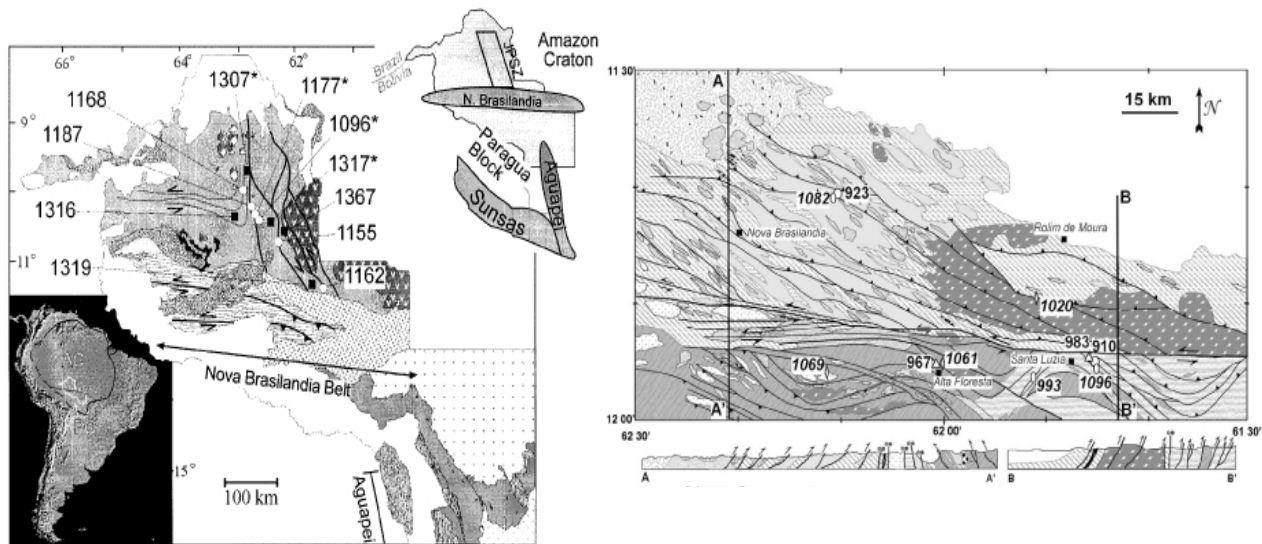 66°
64°
62°
1307*
1177*
1168
1096*
9°
1187
1317*
1367
1316
1155
11°
1319
1162
Nova Brasilandia Belt
15°
100 km
Aguapei
Brazil
Bolivia
JPSZ
Amazon
Craton
N. Brasilandia
Paragua
Block
Aguapei
Sunsas
11.30
A
15 km
N
B
1082
923
Nova Brasilandia
Rolim de Moura
1020
983
910
1069
967
1061
Santa Luzia
Alta Floresta
993
1096
A'
B'
12 00
62 30
62 00
61 30
A
A'
B
B'